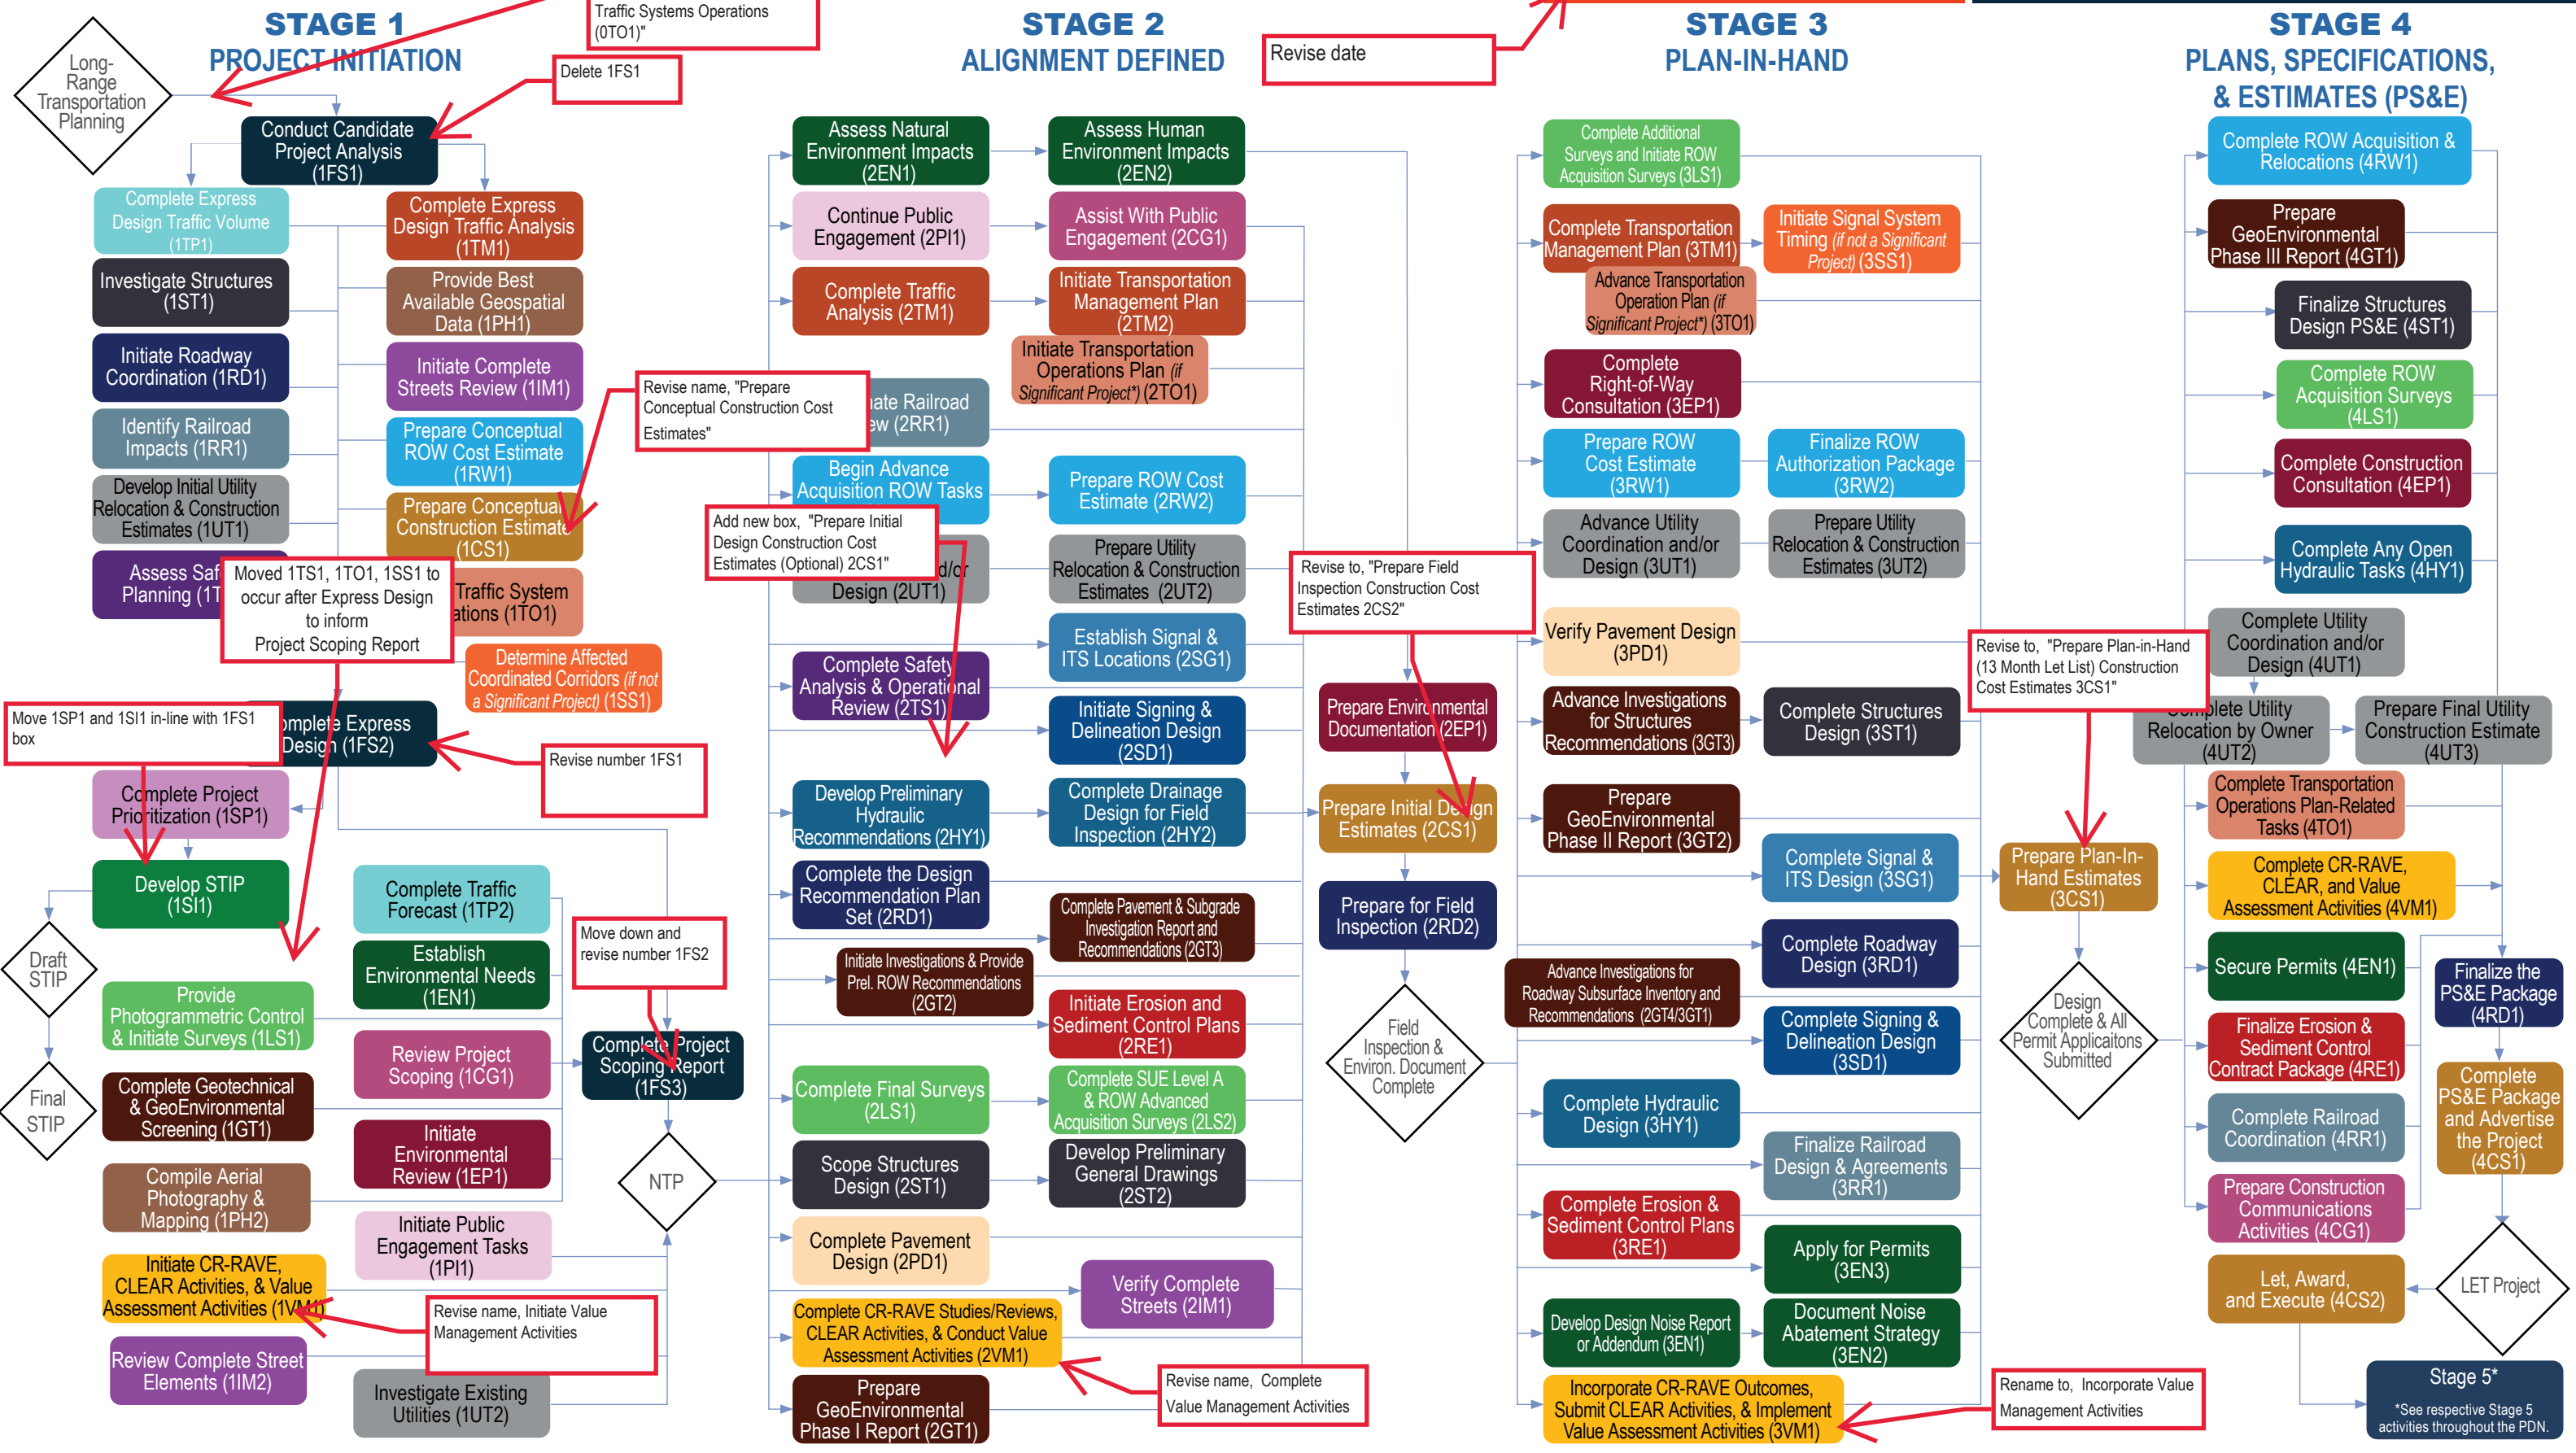 Traffic Systems Operations
(0TO1)"
STAGE 1
PROJECT INITIATION
STAGE 2
ALIGNMENT DEFINED
STAGE 3
PLAN-IN-HAND
STAGE 4
PLANS, SPECIFICATIONS,
& ESTIMATES (PS&E)
Revise date
Long-
Range
Transportation
Planning
Delete 1FS1
Conduct Candidate
Project Analysis
(1FS1)
Complete Express
Design Traffic Volume
(1TP1)
Complete Express
Design Traffic Analysis
(1TM1)
Investigate Structures
(1ST1)
Provide Best
Available Geospatial
Data (1PH1)
Initiate Roadway
Coordination (1RD1)
Initiate Complete
Streets Review (1IM1)
Identify Railroad
Impacts (1RR1)
Prepare Conceptual
ROW Cost Estimate
(1RW1)
Develop Initial Utility
Relocation & Construction
Estimates (1UT1)
Prepare Conceptual
Construction Estimate
(1CS1)
Revise name, "Prepare
Conceptual Construction Cost
Estimates"
Assess Saf
Planning (1T
Moved 1TS1, 1TO1, 1SS1 to
occur after Express Design
to inform
Project Scoping Report
Traffic System
ations (1TO1)
Determine Affected
Coordinated Corridors (if not
a Significant Project) (1SS1)
Move 1SP1 and 1SI1 in-line with 1FS1
box
omplete Express
Design (1FS2)
Revise number 1FS1
Complete Project
Prioritization (1SP1)
Develop STIP
(1SI1)
Draft
STIP
Final
STIP
Complete Traffic
Forecast (1TP2)
Establish
Environmental Needs
(1EN1)
Provide
Photogrammetric Control
& Initiate Surveys (1LS1)
Review Project
Scoping (1CG1)
Complete Geotechnical
& GeoEnvironmental
Screening (1GT1)
Initiate
Environmental
Review (1EP1)
Compile Aerial
Photography &
Mapping (1PH2)
Initiate Public
Engagement Tasks
(1PI1)
Initiate CR-RAVE,
CLEAR Activities, & Value
Assessment Activities (1VM1)
Revise name, Initiate Value
Management Activities
Review Complete Street
Elements (1IM2)
Investigate Existing
Utilities (1UT2)
Move down and
revise number 1FS2
Complete Project
Scoping Report
(1FS3)
NTP
Assess Natural
Environment Impacts
(2EN1)
Assess Human
Environment Impacts
(2EN2)
Continue Public
Engagement (2PI1)
Assist With Public
Engagement (2CG1)
Complete Traffic
Analysis (2TM1)
Initiate Transportation
Management Plan
(2TM2)
Initiate Transportation
Operations Plan (if
Significant Project*) (2TO1)
ate Railroad
ew (2RR1)
Begin Advance
Acquisition ROW Tasks
Prepare ROW Cost
Estimate (2RW2)
Add new box, "Prepare Initial
Design Construction Cost
Estimates (Optional) 2CS1"
d/or
Design (2UT1)
Prepare Utility
Relocation & Construction
Estimates (2UT2)
Establish Signal &
ITS Locations (2SG1)
Complete Safety
Analysis & Operational
Review (2TS1)
Initiate Signing &
Delineation Design
(2SD1)
Develop Preliminary
Hydraulic
Recommendations (2HY1)
Complete Drainage
Design for Field
Inspection (2HY2)
Complete the Design
Recommendation Plan
Set (2RD1)
Complete Pavement & Subgrade
Investigation Report and
Recommendations (2GT3)
Initiate Investigations & Provide
Prel. ROW Recommendations
(2GT2)
Initiate Erosion and
Sediment Control Plans
(2RE1)
Complete Final Surveys
(2LS1)
Complete SUE Level A
& ROW Advanced
Acquisition Surveys (2LS2)
Scope Structures
Design (2ST1)
Develop Preliminary
General Drawings
(2ST2)
Complete Pavement
Design (2PD1)
Verify Complete
Streets (2IM1)
Complete CR-RAVE Studies/Reviews,
CLEAR Activities, & Conduct Value
Assessment Activities (2VM1)
Revise name, Complete
Value Management Activities
Prepare
GeoEnvironmental
Phase I Report (2GT1)
Revise to, "Prepare Field
Inspection Construction Cost
Estimates 2CS2"
Prepare Environmental
Documentation (2EP1)
Prepare Initial Design
Estimates (2CS1)
Prepare for Field
Inspection (2RD2)
Field
Inspection &
Environ. Document
Complete
Complete Additional
Surveys and Initiate ROW
Acquisition Surveys (3LS1)
Complete Transportation
Management Plan (3TM1)
Initiate Signal System
Timing (if not a Significant
Project) (3SS1)
Advance Transportation
Operation Plan (if
Significant Project*) (3TO1)
Complete
Right-of-Way
Consultation (3EP1)
Prepare ROW
Cost Estimate
(3RW1)
Finalize ROW
Authorization Package
(3RW2)
Advance Utility
Coordination and/or
Design (3UT1)
Prepare Utility
Relocation & Construction
Estimates (3UT2)
Verify Pavement Design
(3PD1)
Advance Investigations
for Structures
Recommendations (3GT3)
Complete Structures
Design (3ST1)
Prepare
GeoEnvironmental
Phase II Report (3GT2)
Complete Signal &
ITS Design (3SG1)
Complete Roadway
Design (3RD1)
Advance Investigations for
Roadway Subsurface Inventory and
Recommendations (2GT4/3GT1)
Complete Signing &
Delineation Design
(3SD1)
Complete Hydraulic
Design (3HY1)
Finalize Railroad
Design & Agreements
(3RR1)
Complete Erosion &
Sediment Control Plans
(3RE1)
Apply for Permits
(3EN3)
Develop Design Noise Report
or Addendum (3EN1)
Document Noise
Abatement Strategy
(3EN2)
Incorporate CR-RAVE Outcomes,
Submit CLEAR Activities, & Implement
Value Assessment Activities (3VM1)
Rename to, Incorporate Value
Management Activities
Revise to, "Prepare Plan-in-Hand
(13 Month Let List) Construction
Cost Estimates 3CS1"
Prepare Plan-In-
Hand Estimates
(3CS1)
Design
Complete & All
Permit Applicaitons
Submitted
Complete ROW Acquisition &
Relocations (4RW1)
Prepare
GeoEnvironmental
Phase III Report (4GT1)
Finalize Structures
Design PS&E (4ST1)
Complete ROW
Acquisition Surveys
(4LS1)
Complete Construction
Consultation (4EP1)
Complete Any Open
Hydraulic Tasks (4HY1)
Complete Utility
Coordination and/or
Design (4UT1)
Complete Utility
Relocation by Owner
(4UT2)
Prepare Final Utility
Construction Estimate
(4UT3)
Complete Transportation
Operations Plan-Related
Tasks (4TO1)
Complete CR-RAVE,
CLEAR, and Value
Assessment Activities (4VM1)
Secure Permits (4EN1)
Finalize the
PS&E Package
(4RD1)
Finalize Erosion &
Sediment Control
Contract Package (4RE1)
Complete
PS&E Package
and Advertise
the Project
(4CS1)
Complete Railroad
Coordination (4RR1)
Prepare Construction
Communications
Activities (4CG1)
Let, Award,
and Execute (4CS2)
LET Project
Stage 5*
*See respective Stage 5
activities throughout the PDN.